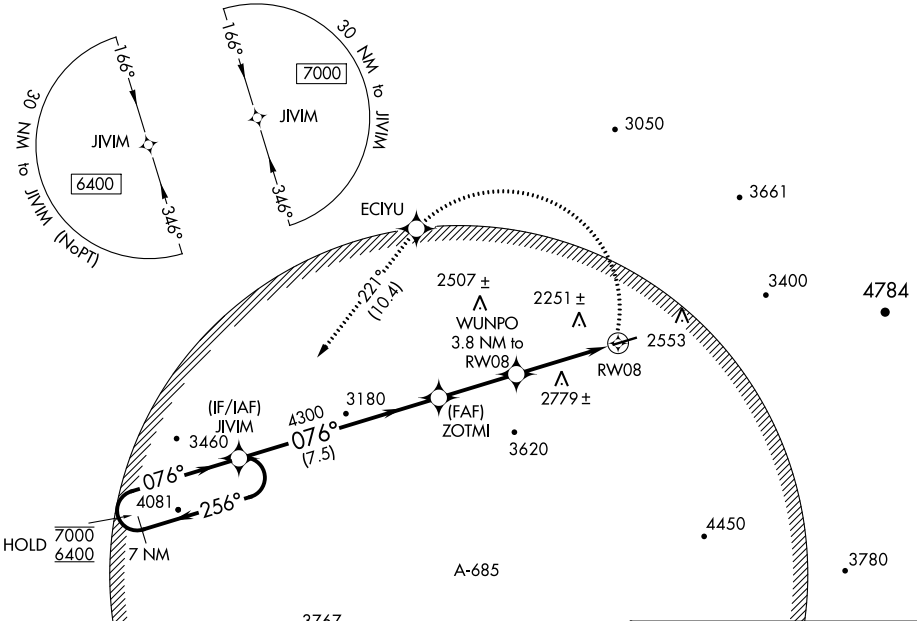 166°
30 NM to JIVIM (NoPT)
JIVIM
6400
346°
166°
30 NM to JIVIM
7000
JIVIM
346°
3050
3661
ECIYU
3400
4784
221°
(10.4)
2507 ±
2251 ±
WUNPO
3.8 NM to
RW08
2553
RW08
2779 ±
(IF/IAF)
JIVIM
4300
3180
076°
(7.5)
(FAF)
ZOTMI
3460
3620
076°
4081
256°
HOLD
7000
6400
7 NM
4450
A-685
3780
3767